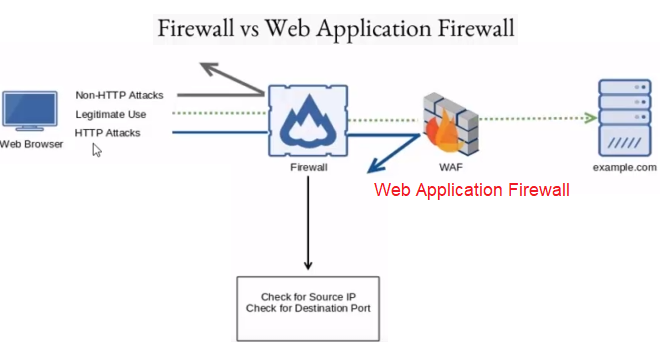 Firewall vs Web Application Firewall
Non-HTTP Attacks
Legitimate Use
HTTP Attacks
Web Browser
Firewall
WAF
example.com
Web Application Firewall
Check for Source IP
Check for Destination Port